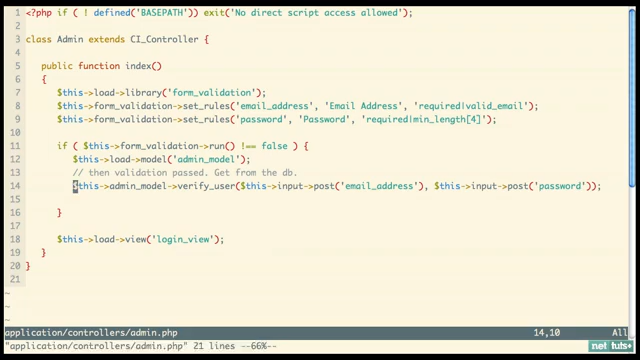 1 <?php if ( ! defined('BASEPATH')) exit('No direct script access allowed');
2
3 class Admin extends CI_Controller {
4
5 public function index()
6 {
7 $this->load->library('form_validation');
8 $this->form_validation->set_rules('email_address', 'Email Address', 'required|valid_email');
9 $this->form_validation->set_rules('password', 'Password', 'required|min_length[4]');
10
11 if ( $this->form_validation->run() !== false ) {
12 $this->load->model('admin_model');
13 // then validation passed. Get from the db.
14 $this->admin_model->verify_user($this->input->post('email_address'), $this->input->post('password'));
15
16 }
17
18 $this->load->view('login_view');
19 }
20 }
21
~
~
~
application/controllers/admin.php 14,10 All
"application/controllers/admin.php" 21 lines --66%--
net tuts+